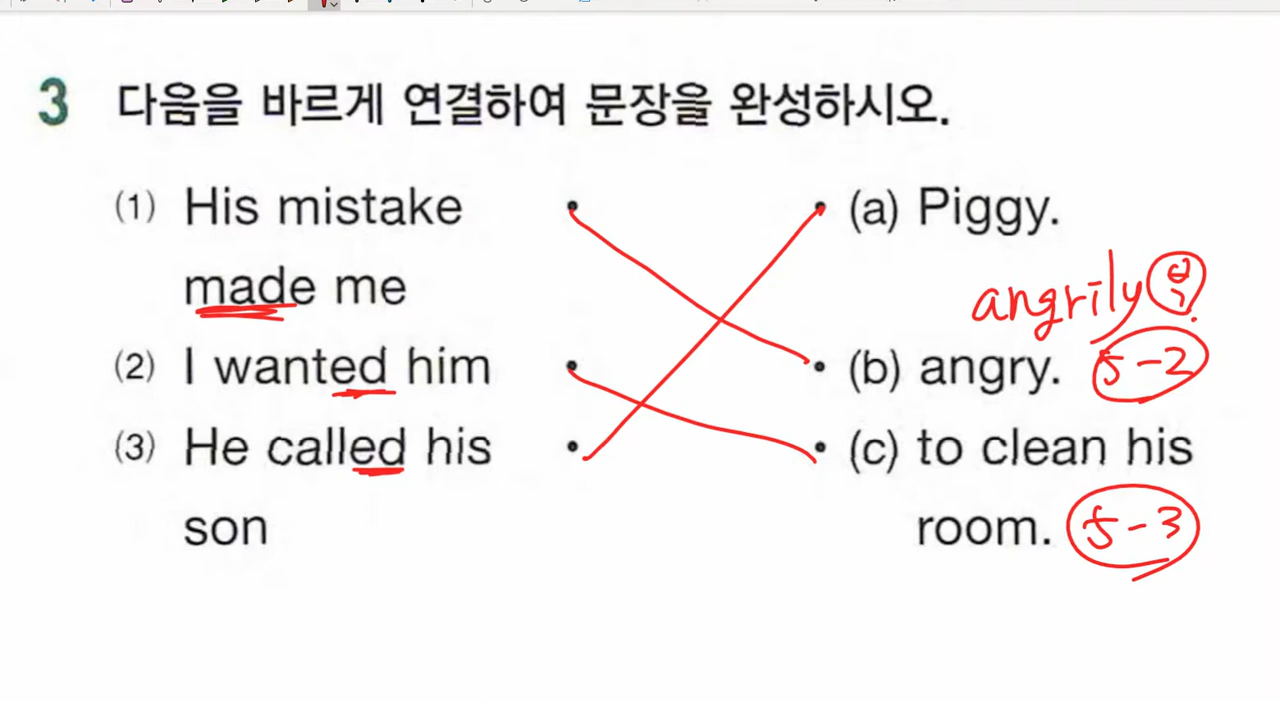 3 다음을 바르게 연결하여 문장을 완성하시오.
(1) His mistake
made me
(2) I wanted him
(3) He called his
son
(a) Piggy.
angrily
(b) angry. 5-2
(c) to clean his
room. 5-3